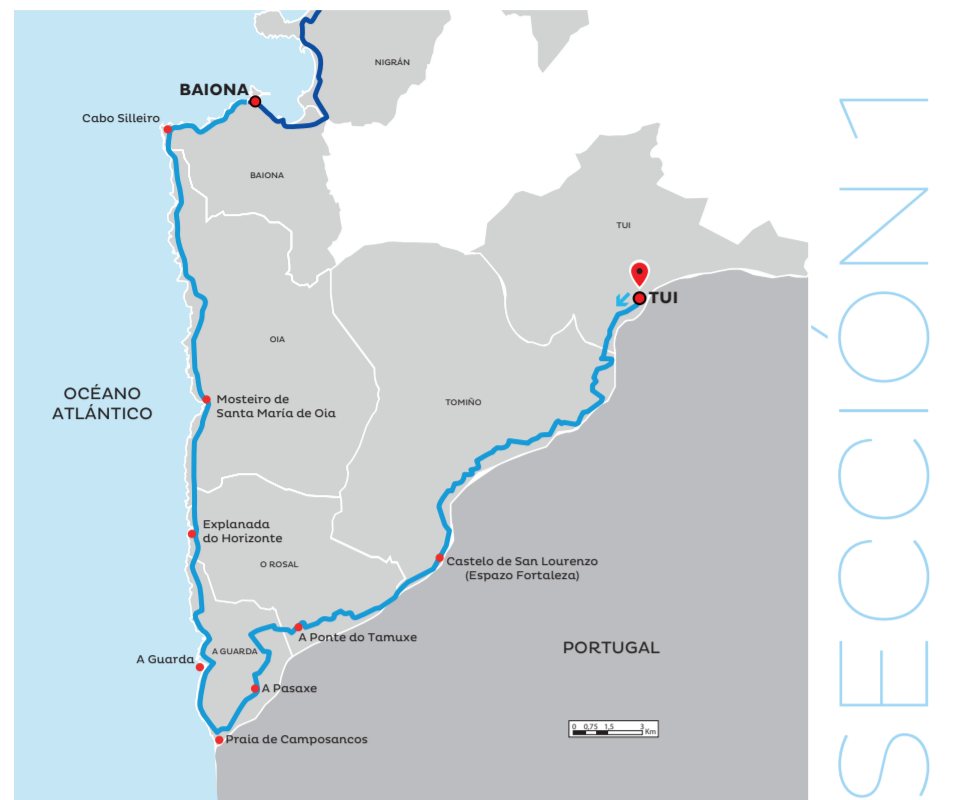 NIGRÁN
BAIONA
Cabo Silleiro
BAIONA
TUI
TUI
OIA
OCÉANO
ATLÁNTICO
Mosteiro de
Santa María de Oia
TOMIÑO
Explanada
do Horizonte
O ROSAL
Castelo de San Lourenzo
(Espazo Fortaleza)
A Ponte do Tamuxe
A GUARDA
A Guarda
PORTUGAL
A Pasaxe
Praia de Camposancos
0 0,75 1,5 3
Km
SECCIÓN 1